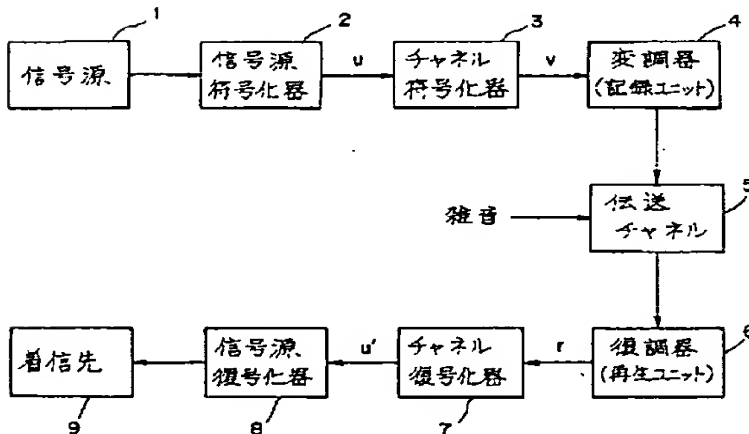 1
2
3
4
信号源
信号源
符号化器
u
チャネル
符号化器
v
変調器
(記録ユニット)
雑音
伝送
チャネル
5
着信先
信号源
復号化器
u'
チャネル
復号化器
r
復調器
(再生ユニット)
6
9
8
7